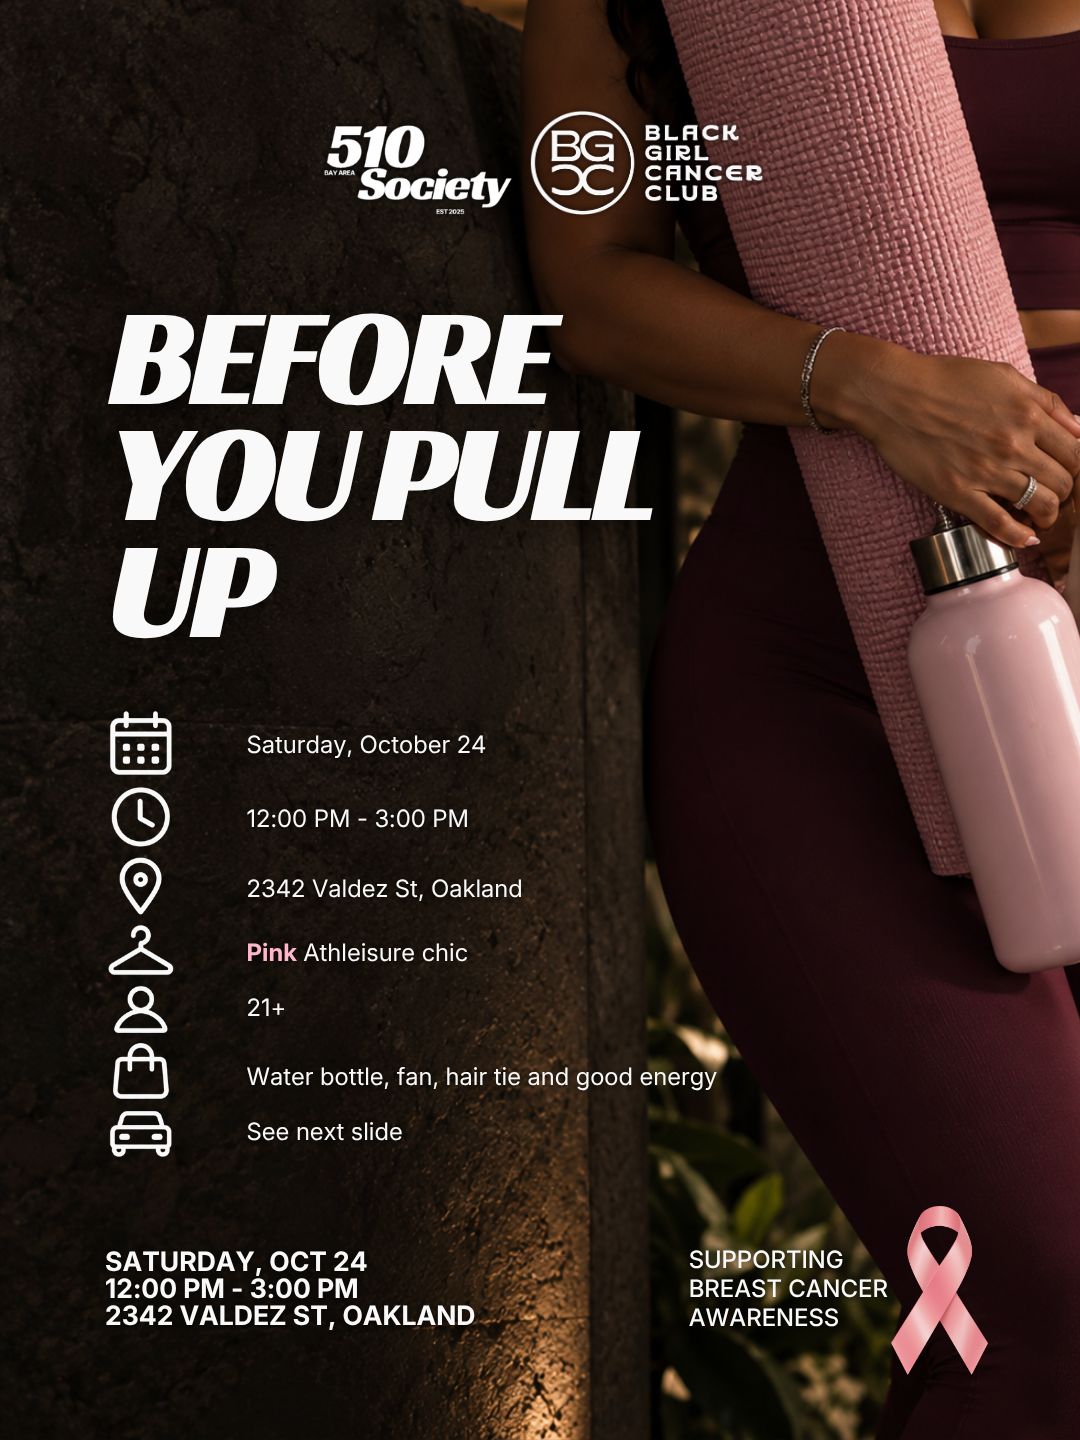 510
BAY AREA
Society
EST 2025
BG
CC
BLACK
GIRL
CANCER
CLUB
BEFORE
YOU PULL
UP
Saturday, October 24
12:00 PM - 3:00 PM
2342 Valdez St, Oakland
Pink Athleisure chic
21+
Water bottle, fan, hair tie and good energy
See next slide
SATURDAY, OCT 24
12:00 PM - 3:00 PM
2342 VALDEZ ST, OAKLAND
SUPPORTING
BREAST CANCER
AWARENESS